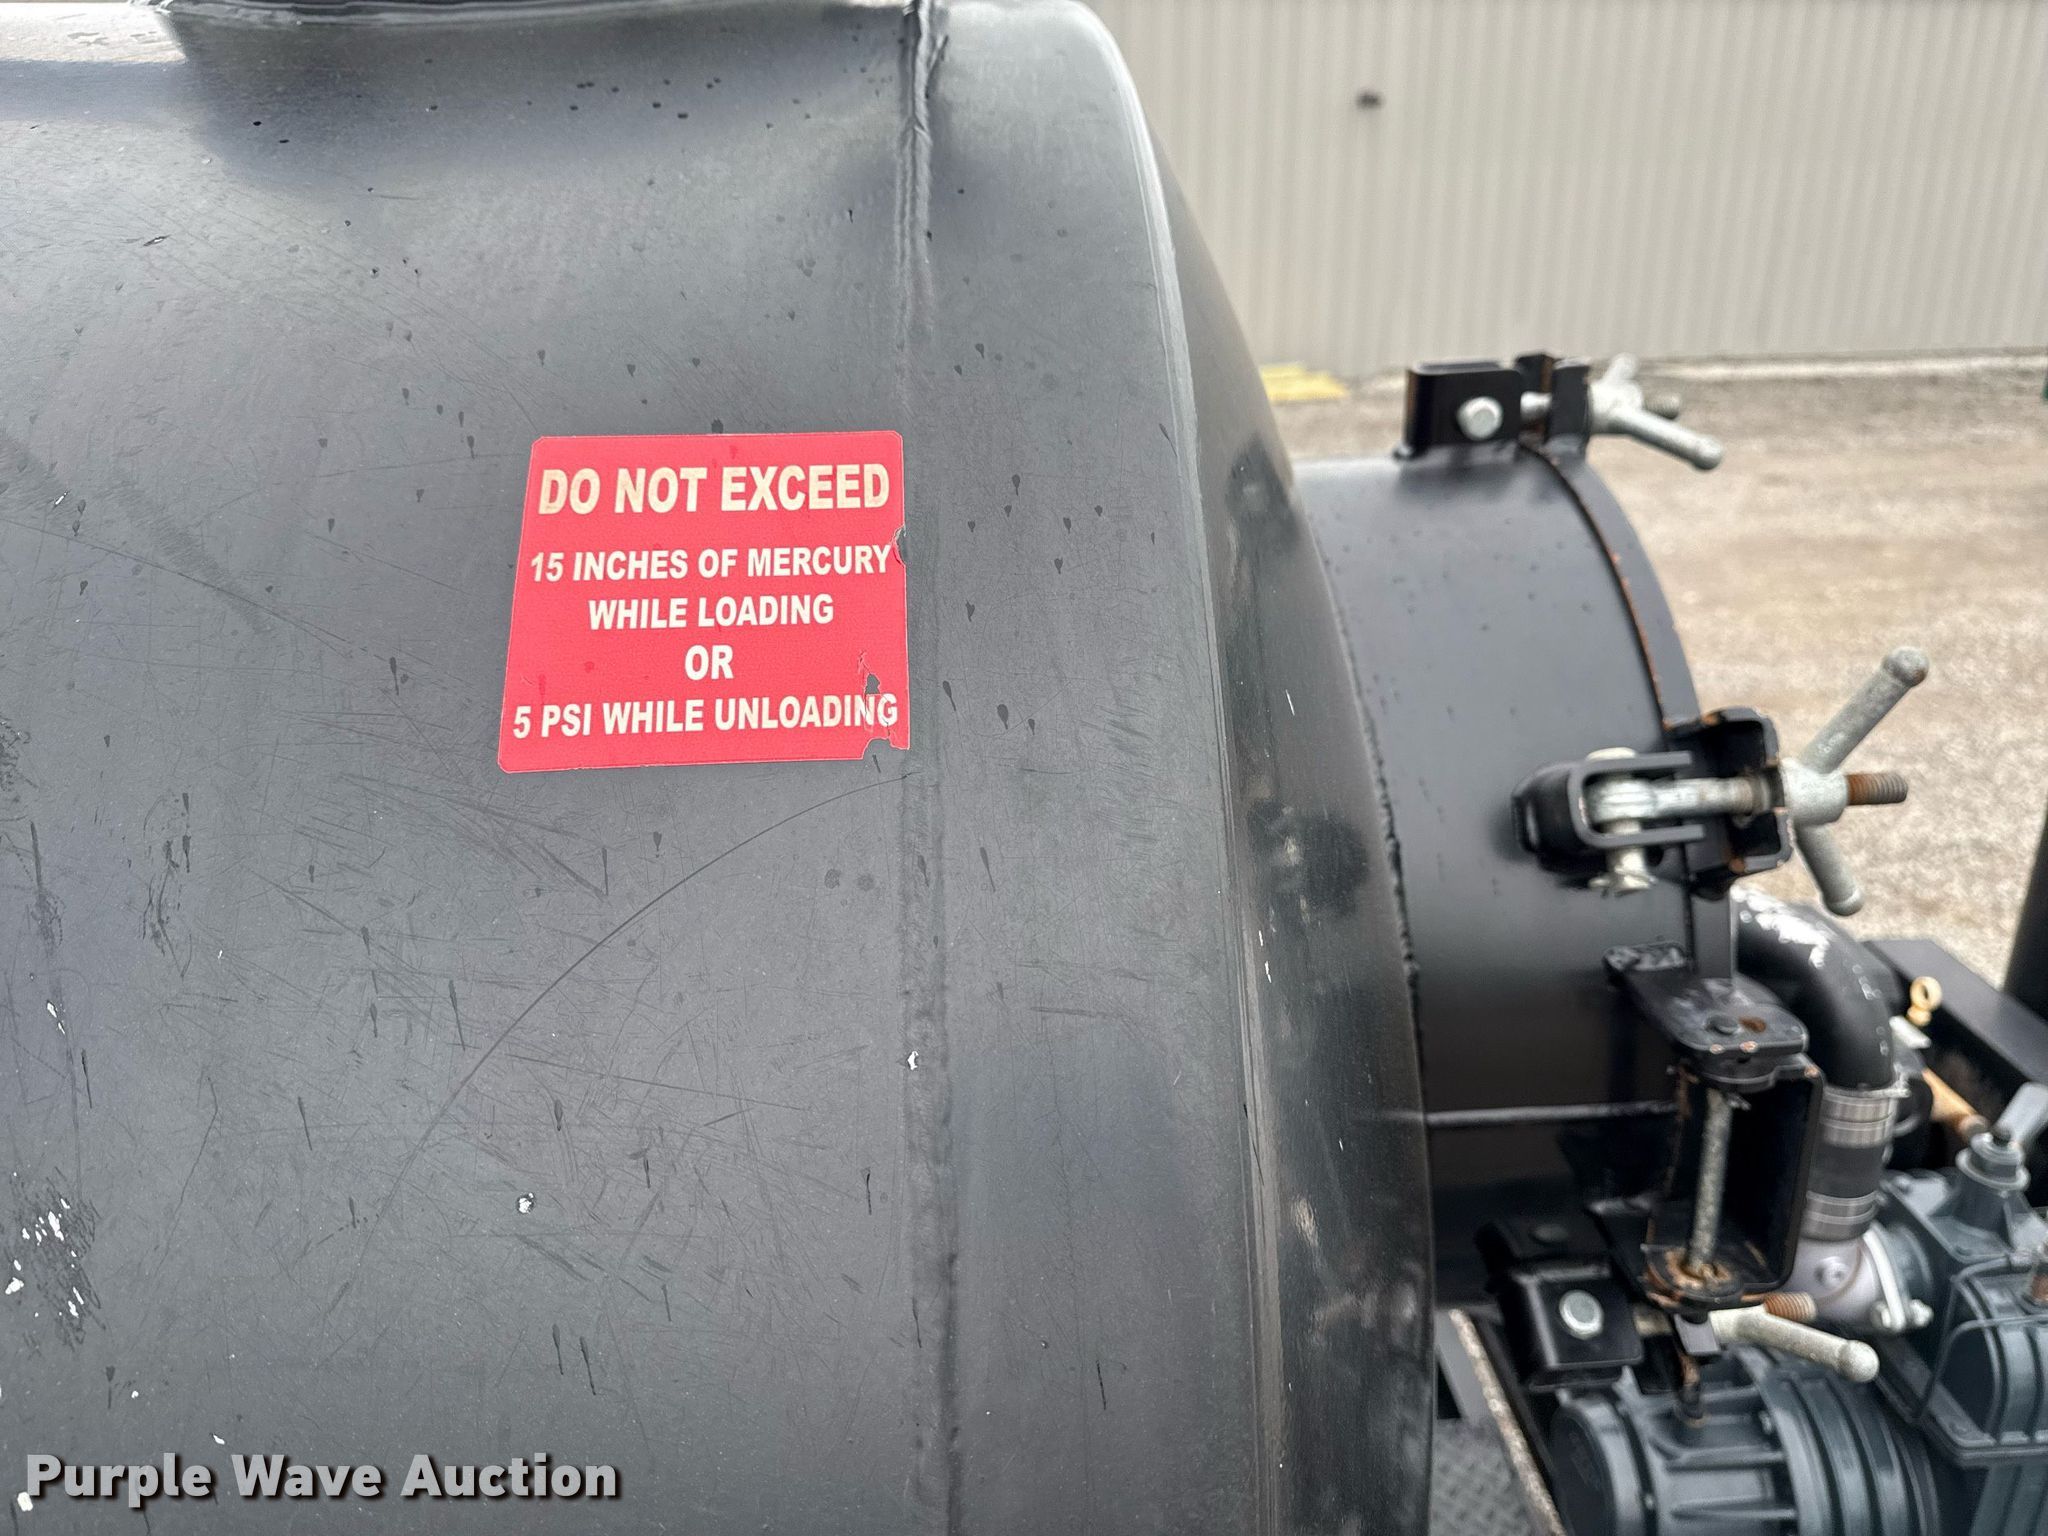 DO NOT EXCEED
15 INCHES OF MERCURY
WHILE LOADING
OR
5 PSI WHILE UNLOADING
Purple Wave Auction